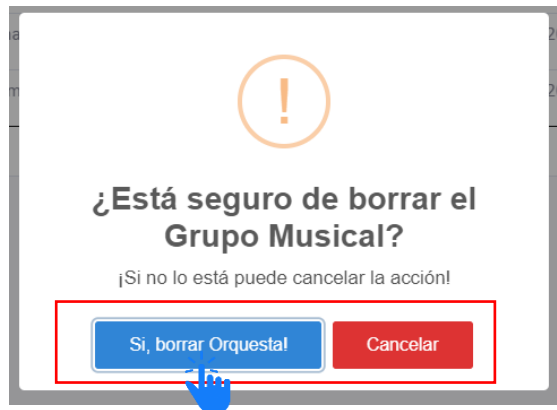 !
¿Está seguro de borrar el
Grupo Musical?
¡Si no lo está puede cancelar la acción!
Si, borrar Orquesta! Cancelar